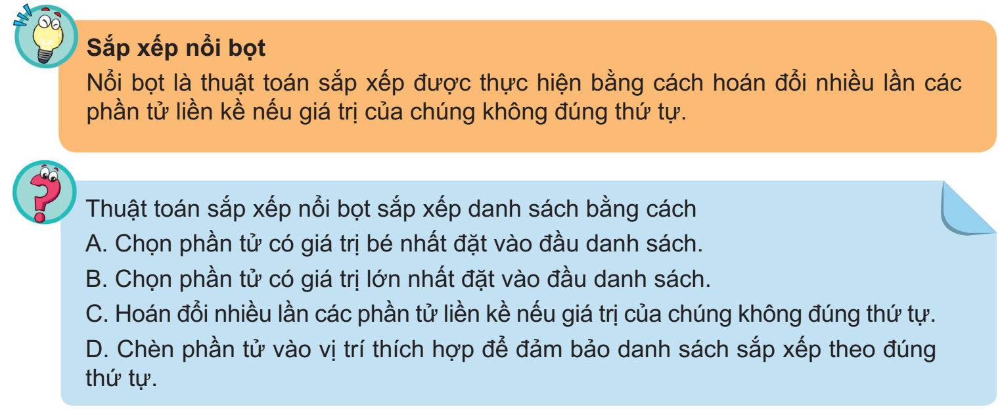 Sắp xếp nổi bọt
Nổi bọt là thuật toán sắp xếp được thực hiện bằng cách hoán đổi nhiều lần các
phần tử liền kề nếu giá trị của chúng không đúng thứ tự.
Thuật toán sắp xếp nổi bọt sắp xếp danh sách bằng cách
A. Chọn phần tử có giá trị bé nhất đặt vào đầu danh sách.
B. Chọn phần tử có giá trị lớn nhất đặt vào đầu danh sách.
C. Hoán đổi nhiều lần các phần tử liền kề nếu giá trị của chúng không đúng thứ tự.
D. Chèn phần tử vào vị trí thích hợp để đảm bảo danh sách sắp xếp theo đúng
thứ tự.